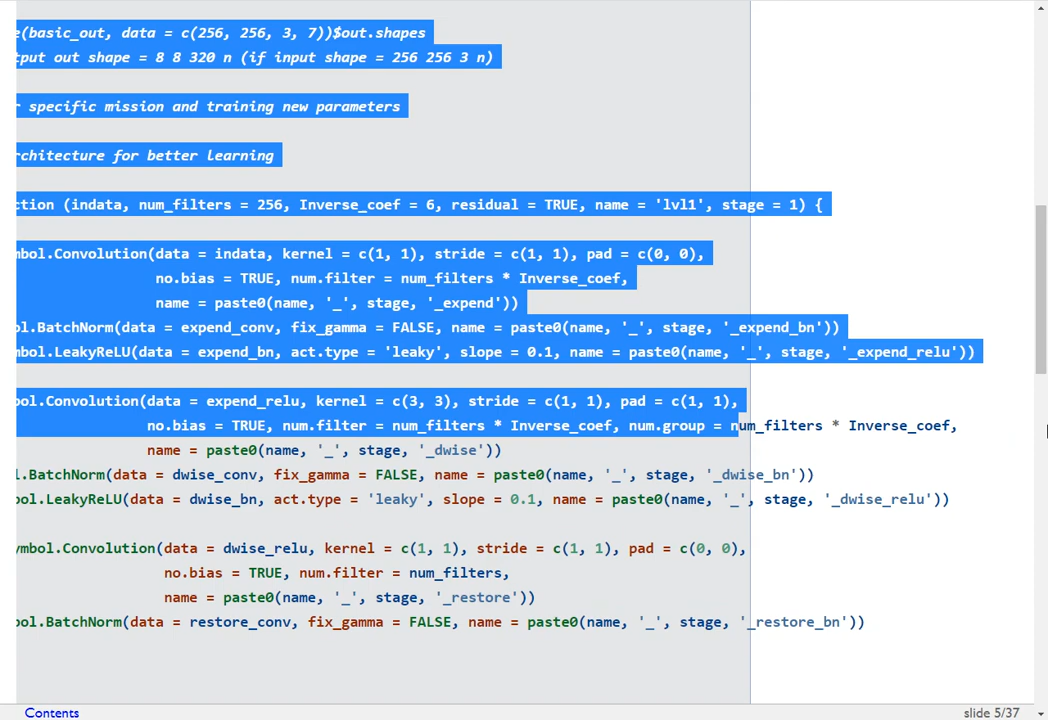 e(basic_out, data = c(256, 256, 3, 7))$out.shapes
tput out shape = 8 8 320 n (if input shape = 256 256 3 n)
r specific mission and training new parameters
rchitecture for better learning
ction (indata, num_filters = 256, Inverse_coef = 6, residual = TRUE, name = 'lvl1', stage = 1) {
mbol.Convolution(data = indata, kernel = c(1, 1), stride = c(1, 1), pad = c(0, 0),
no.bias = TRUE, num.filter = num_filters * Inverse_coef,
name = paste0(name, '_', stage, '_expend'))
ol.BatchNorm(data = expend_conv, fix_gamma = FALSE, name = paste0(name, '_', stage, '_expend_bn'))
mbol.LeakyReLU(data = expend_bn, act.type = 'leaky', slope = 0.1, name = paste0(name, '_', stage, '_expend_relu'))
ol.Convolution(data = expend_relu, kernel = c(3, 3), stride = c(1, 1), pad = c(1, 1),
no.bias = TRUE, num.filter = num_filters * Inverse_coef, num.group = num_filters * Inverse_coef,
name = paste0(name, '_', stage, '_dwise'))
l.BatchNorm(data = dwise_conv, fix_gamma = FALSE, name = paste0(name, '_', stage, '_dwise_bn'))
ol.LeakyReLU(data = dwise_bn, act.type = 'leaky', slope = 0.1, name = paste0(name, '_', stage, '_dwise_relu'))
ymbol.Convolution(data = dwise_relu, kernel = c(1, 1), stride = c(1, 1), pad = c(0, 0),
no.bias = TRUE, num.filter = num_filters,
name = paste0(name, '_', stage, '_restore'))
ol.BatchNorm(data = restore_conv, fix_gamma = FALSE, name = paste0(name, '_', stage, '_restore_bn'))
Contents
slide 5/37